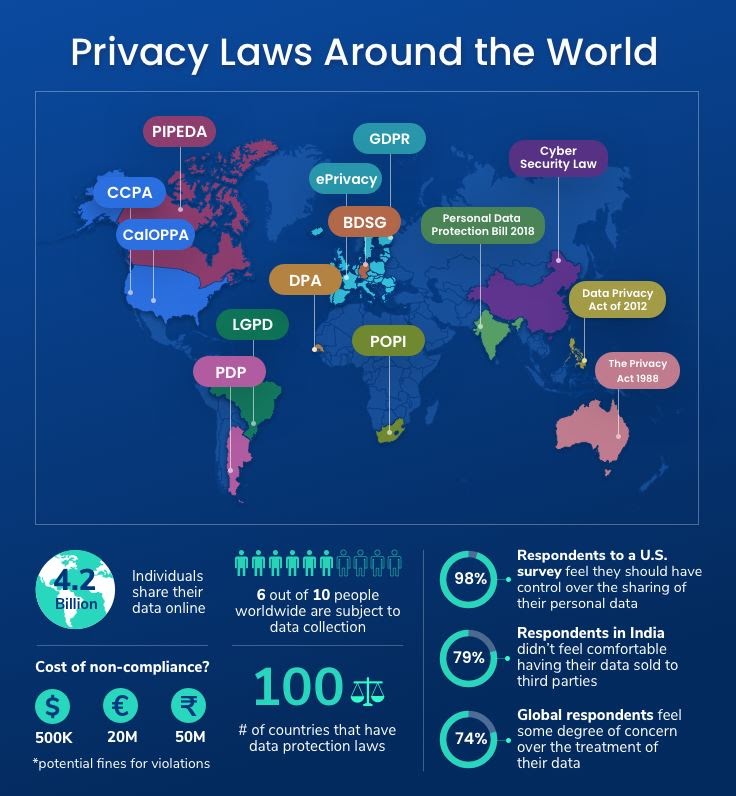 Privacy Laws Around the World
PIPEDA
GDPR
Cyber
Security Law
CCPA
ePrivacy
CalOPPA
BDSG
Personal Data
Protection Bill 2018
DPA
Data Privacy
Act of 2012
LGPD
POPI
PDP
The Privacy
Act 1988
4.2
Billion
Individuals
share their
data online
6 out of 10 people
worldwide are subject to
data collection
Cost of non-compliance?
$
€
₹
500K
20M
50M
*potential fines for violations
100
# of countries that have
data protection laws
98%
Respondents to a U.S.
survey feel they should have
control over the sharing of
their personal data
79%
Respondents in India
didn't feel comfortable
having their data sold to
third parties
74%
Global respondents feel
some degree of concern
over the treatment of
their data